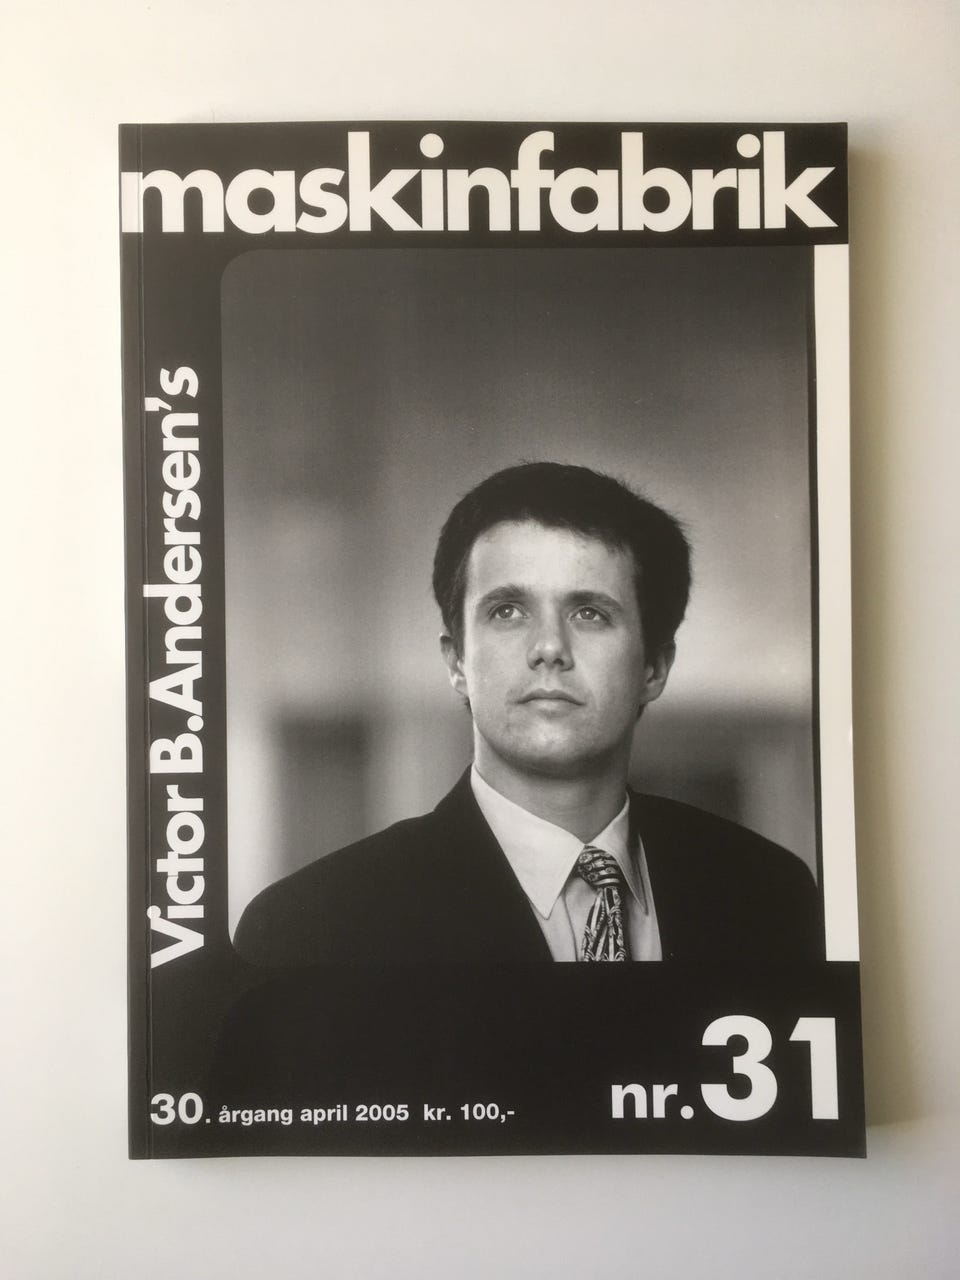 maskinfabrik
Victor B.Andersen's
nr.31
30. årgang april 2005 kr. 100,-